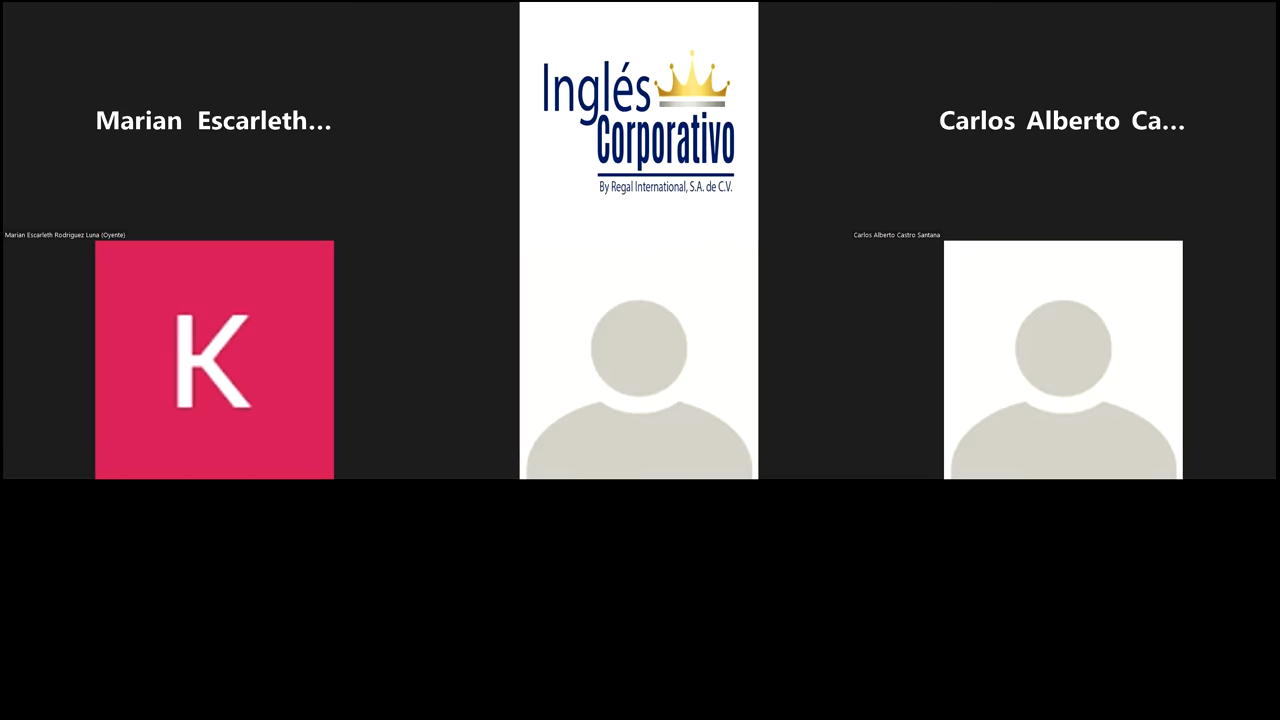 Marian Escarleth...
Inglés
Corporativo
By Regal International, S.A. de C.V.
Carlos Alberto Ca...
Marian Escarleth Rodriguez Luna (Oyente)
Carlos Alberto Castro Santana
K